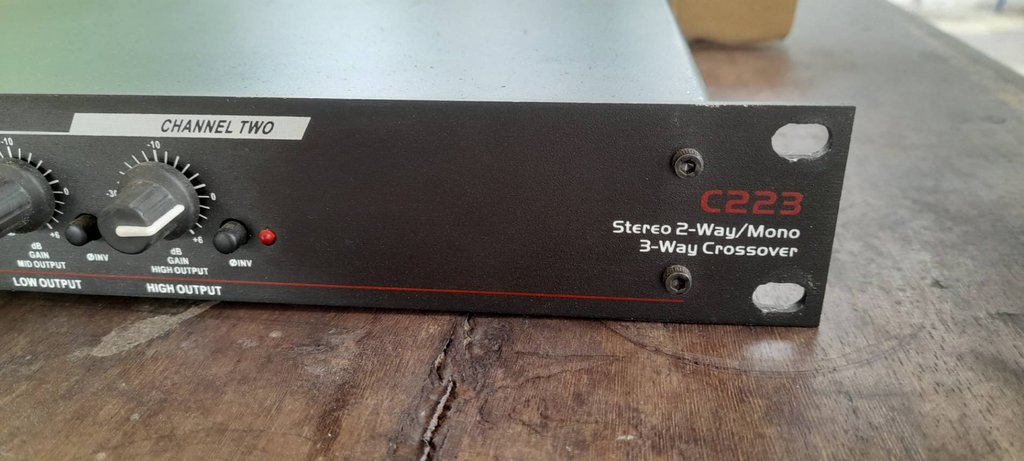 CHANNEL TWO
-10
-10
0
0
+6
+6
dB
GAIN
MID OUTPUT
ØINV
dB
GAIN
HIGH OUTPUT
ØINV
LOW OUTPUT
HIGH OUTPUT
C223
Stereo 2-Way/Mono
3-Way Crossover